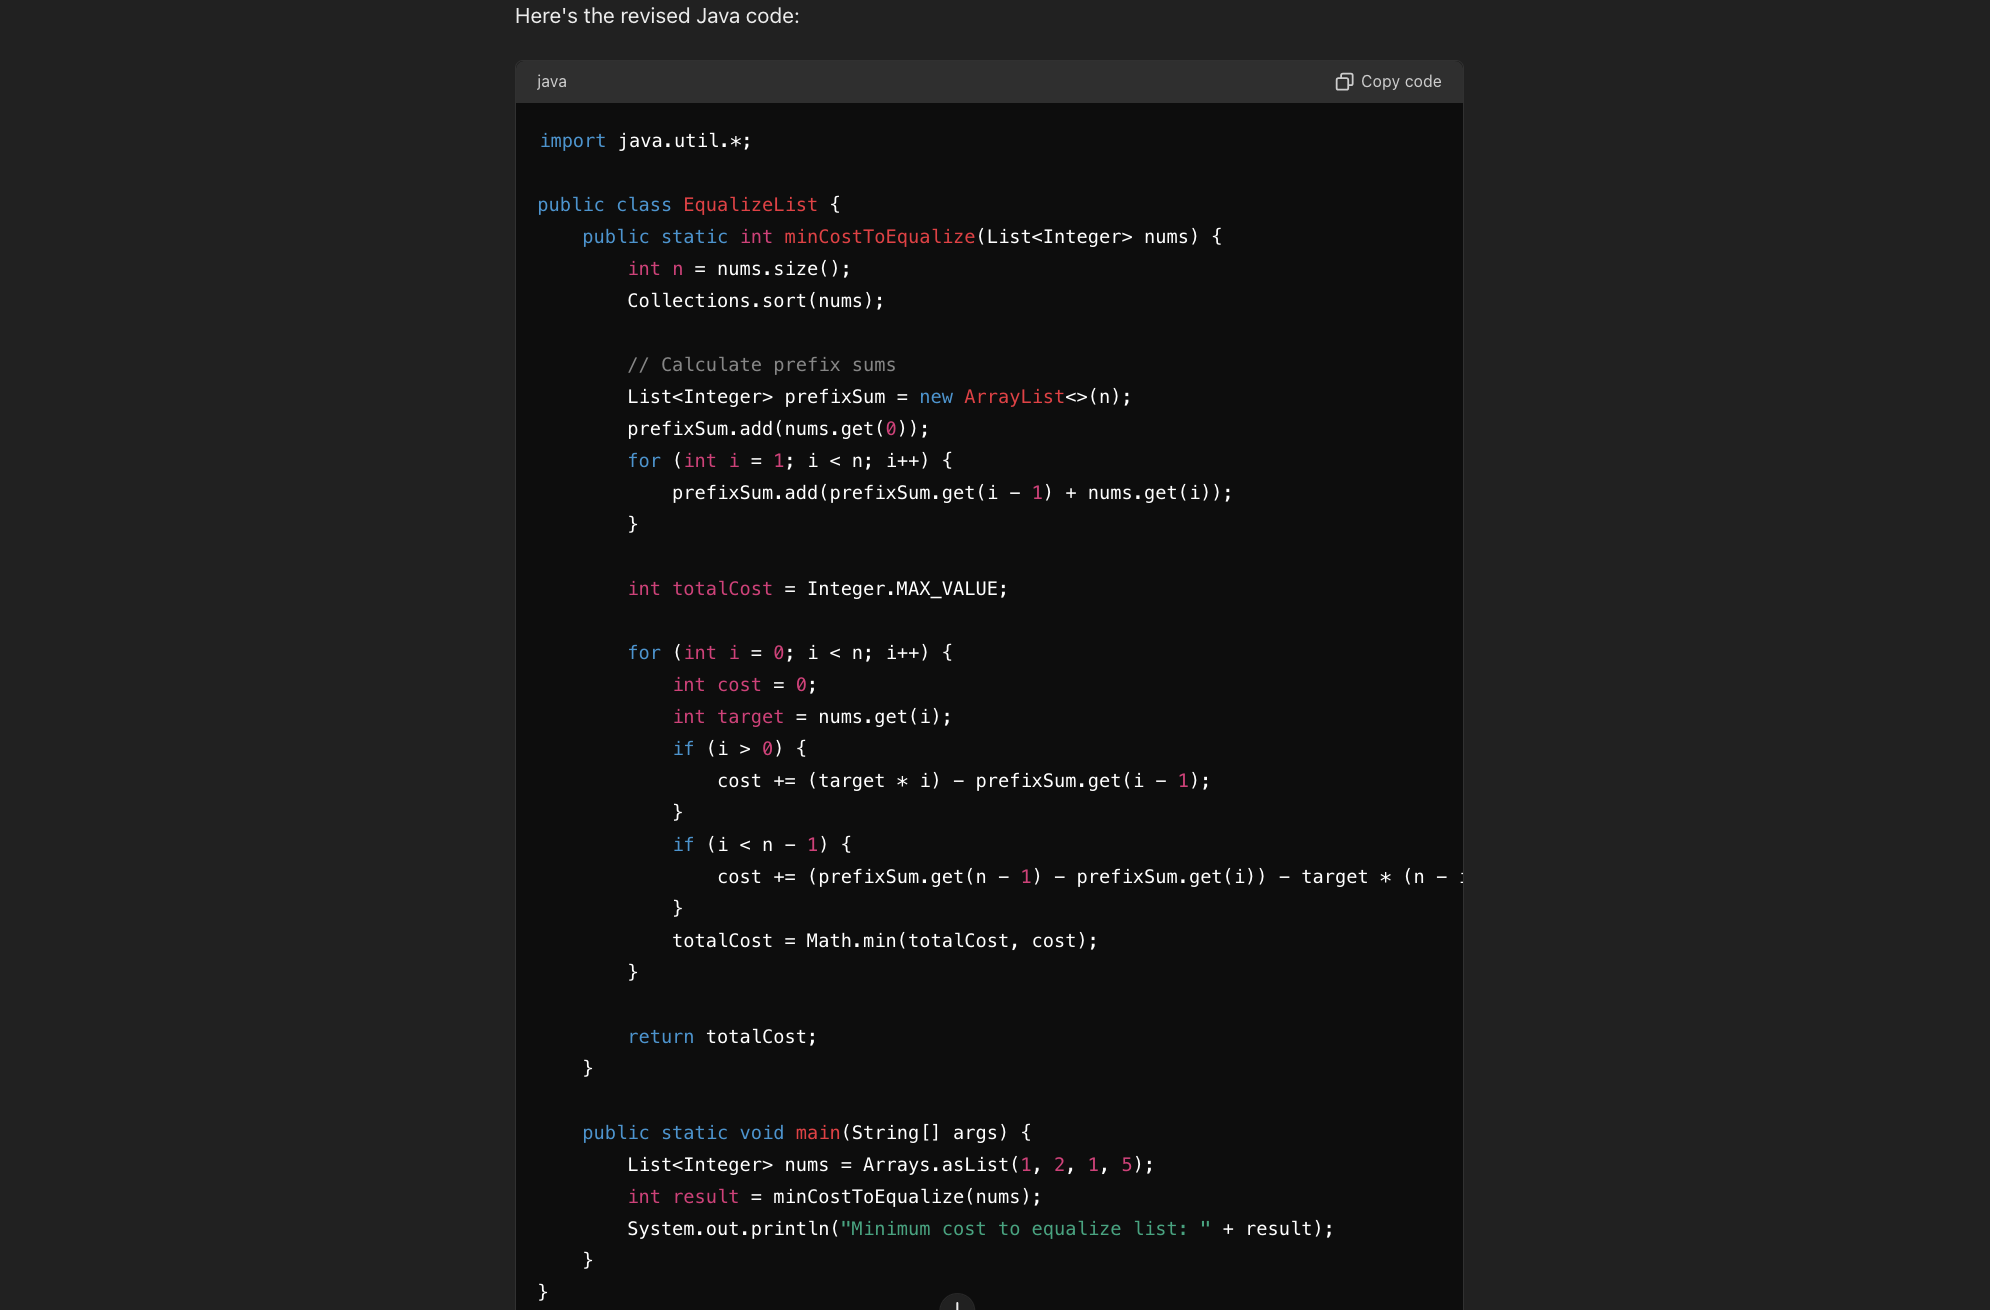 Here's the revised Java code:
java
Copy code
import java.util.*;
public class EqualizeList {
    public static int minCostToEqualize(List<Integer> nums) {
        int n = nums.size();
        Collections.sort(nums);
        // Calculate prefix sums
        List<Integer> prefixSum = new ArrayList<>(n);
        prefixSum.add(nums.get(0));
        for (int i = 1; i < n; i++) {
            prefixSum.add(prefixSum.get(i - 1) + nums.get(i));
        }
        int totalCost = Integer.MAX_VALUE;
        for (int i = 0; i < n; i++) {
            int cost = 0;
            int target = nums.get(i);
            if (i > 0) {
                cost += (target * i) - prefixSum.get(i - 1);
            }
            if (i < n - 1) {
                cost += (prefixSum.get(n - 1) - prefixSum.get(i)) - target * (n -
            }
            totalCost = Math.min(totalCost, cost);
        }
        return totalCost;
    }
    public static void main(String[] args) {
        List<Integer> nums = Arrays.asList(1, 2, 1, 5);
        int result = minCostToEqualize(nums);
        System.out.println("Minimum cost to equalize list: " + result);
    }
}